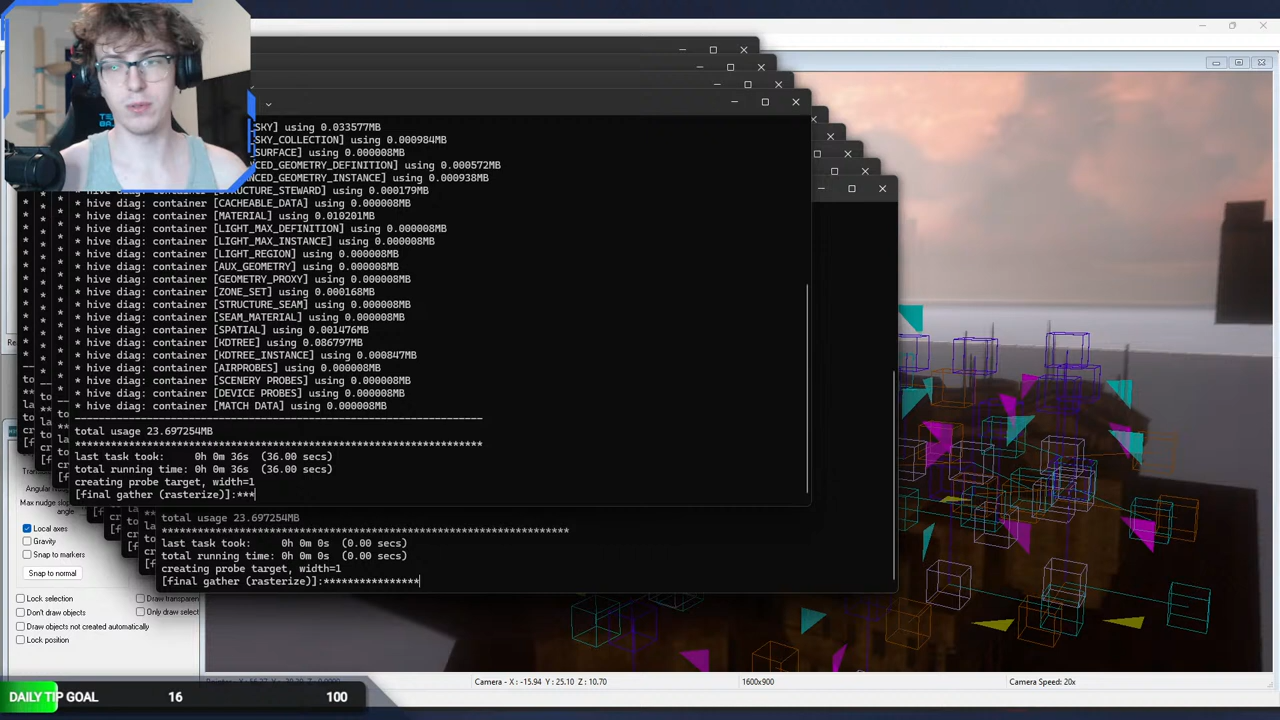 SKY] using 0.033577MB
SKY_COLLECTION] using 0.000984MB
SURFACE] using 0.000008MB
CED_GEOMETRY_DEFINITION] using 0.000572MB
ANCED_GEOMETRY_INSTANCE] using 0.000938MB
STRUCTURE_STEWARD] using 0.000179MB
* hive diag: container [CACHEABLE_DATA] using 0.000008MB
* hive diag: container [MATERIAL] using 0.010201MB
* hive diag: container [LIGHT_MAX_DEFINITION] using 0.000008MB
* hive diag: container [LIGHT_MAX_INSTANCE] using 0.000008MB
* hive diag: container [LIGHT_REGION] using 0.000008MB
* hive diag: container [AUX_GEOMETRY] using 0.000008MB
* hive diag: container [GEOMETRY_PROXY] using 0.000008MB
* hive diag: container [ZONE_SET] using 0.000168MB
* hive diag: container [STRUCTURE_SEAM] using 0.000008MB
* hive diag: container [SEAM_MATERIAL] using 0.000008MB
* hive diag: container [SPATIAL] using 0.001476MB
* hive diag: container [KDTREE] using 0.086797MB
* hive diag: container [KDTREE_INSTANCE] using 0.000847MB
* hive diag: container [AIRPROBES] using 0.000008MB
* hive diag: container [SCENERY PROBES] using 0.000008MB
* hive diag: container [DEVICE PROBES] using 0.000008MB
* hive diag: container [MATCH DATA] using 0.000008MB
total usage 23.697254MB
last task took: 0h 0m 36s (36.00 secs)
total running time: 0h 0m 36s (36.00 secs)
creating probe target, width=1
[final gather (rasterize)]:***
total usage 23.697254MB
last task took: 0h 0m 0s (0.00 secs)
total running time: 0h 0m 0s (0.00 secs)
creating probe target, width=1
[final gather (rasterize)]:****************
Max nudge
Local axes
Gravity
Snap to markers
Snap to normal
Lock selection
Draw transparen
Don't draw objects
Only draw select
Draw objects not created automatically
Lock position
Camera - X : -15.94 Y : 25.10 Z : 10.70
1600x900
Camera Speed: 20x
DAILY TIP GOAL
16
100